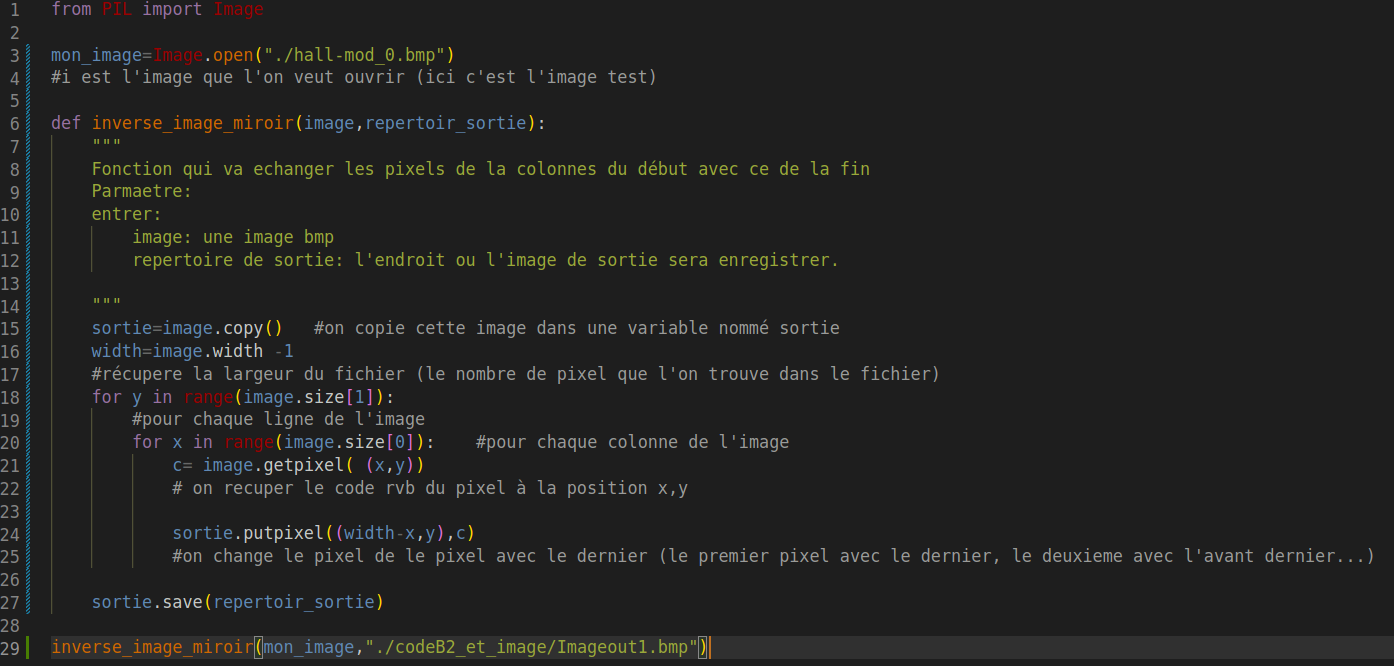 1 from PIL import Image
2
3 mon_image=Image.open("./hall-mod_0.bmp")
4 #i est l'image que l'on veut ouvrir (ici c'est l'image test)
5
6 def inverse_image_miroir(image,repertoir_sortie):
7     """
8     Fonction qui va echanger les pixels de la colonnes du début avec ce de la fin
9     Parmaetre:
10     entrer:
11         image: une image bmp
12         repertoire de sortie: l'endroit ou l'image de sortie sera enregistrer.
13
14     """
15     sortie=image.copy()   #on copie cette image dans une variable nommé sortie
16     width=image.width -1
17     #récupere la largeur du fichier (le nombre de pixel que l'on trouve dans le fichier)
18     for y in range(image.size[1]):
19         #pour chaque ligne de l'image
20         for x in range(image.size[0]):    #pour chaque colonne de l'image
21             c= image.getpixel( (x,y))
22             # on recuper le code rvb du pixel à la position x,y
23
24             sortie.putpixel((width-x,y),c)
25             #on change le pixel de le pixel avec le dernier (le premier pixel avec le dernier, le deuxieme avec l'avant dernier...)
26
27     sortie.save(repertoir_sortie)
28
29 inverse_image_miroir(mon_image,"./codeB2_et_image/Imageout1.bmp")